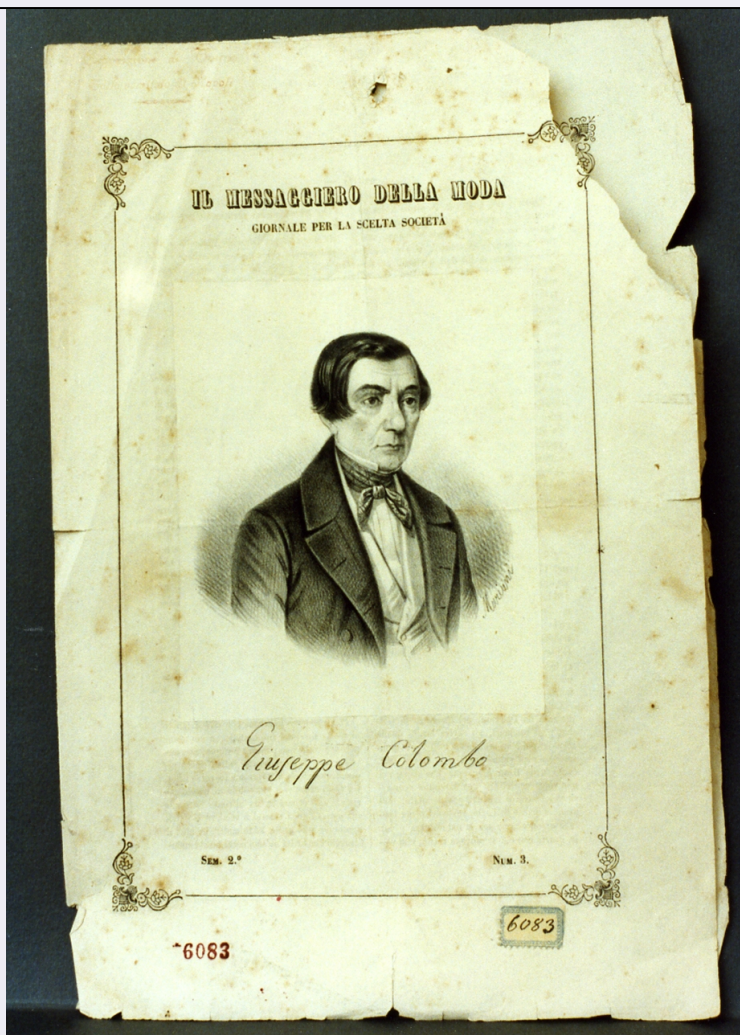 IL MESSAGGIERO DELLA MODA
GIORNALE PER LA SCELTA SOCIETÀ
Giuseppe Colombo
SEM. 2.º
NUM. 3.
6083
6083